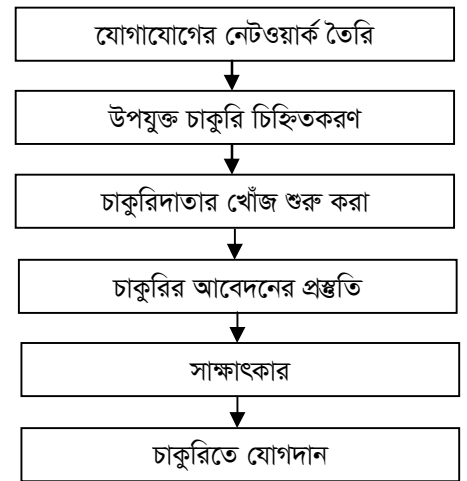 যোগাযোগের নেটওয়ার্ক তৈরি
উপযুক্ত চাকুরি চিহ্নিতকরণ
চাকুরিদাতার খোঁজ শুরু করা
চাকুরির আবেদনের প্রস্তুতি
সাক্ষাৎকার
চাকুরিতে যোগদান